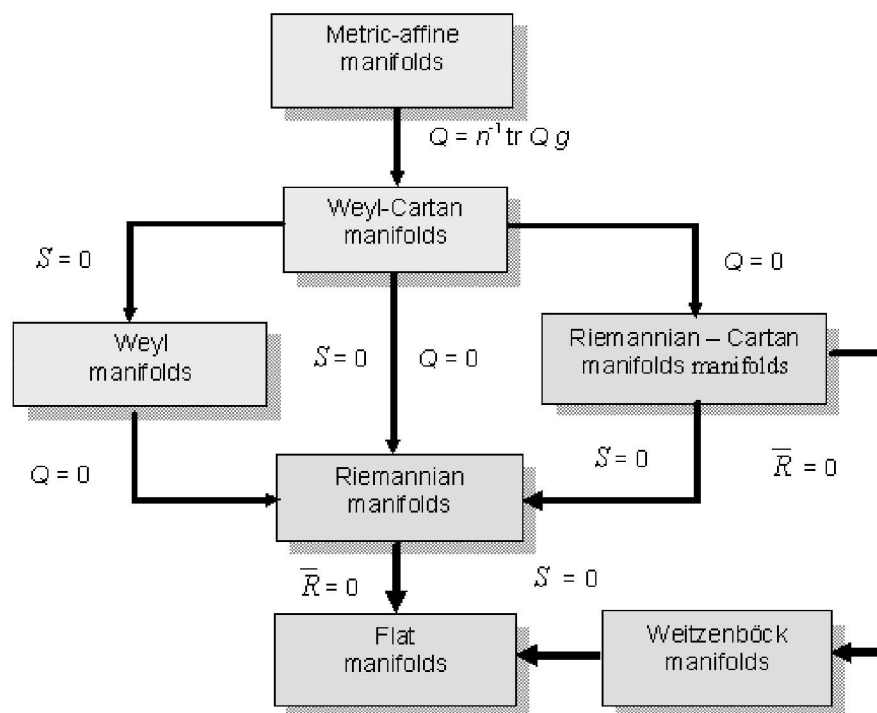 Metric-affine
manifolds
Q = n⁻¹ tr Q g
Weyl-Cartan
manifolds
S = 0
Q = 0
Weyl
manifolds
S = 0
Q = 0
Riemannian – Cartan
manifolds manifolds
Q = 0
Riemannian
manifolds
S = 0
R̅ = 0
R̅ = 0
S = 0
Flat
manifolds
Weitzenböck
manifolds